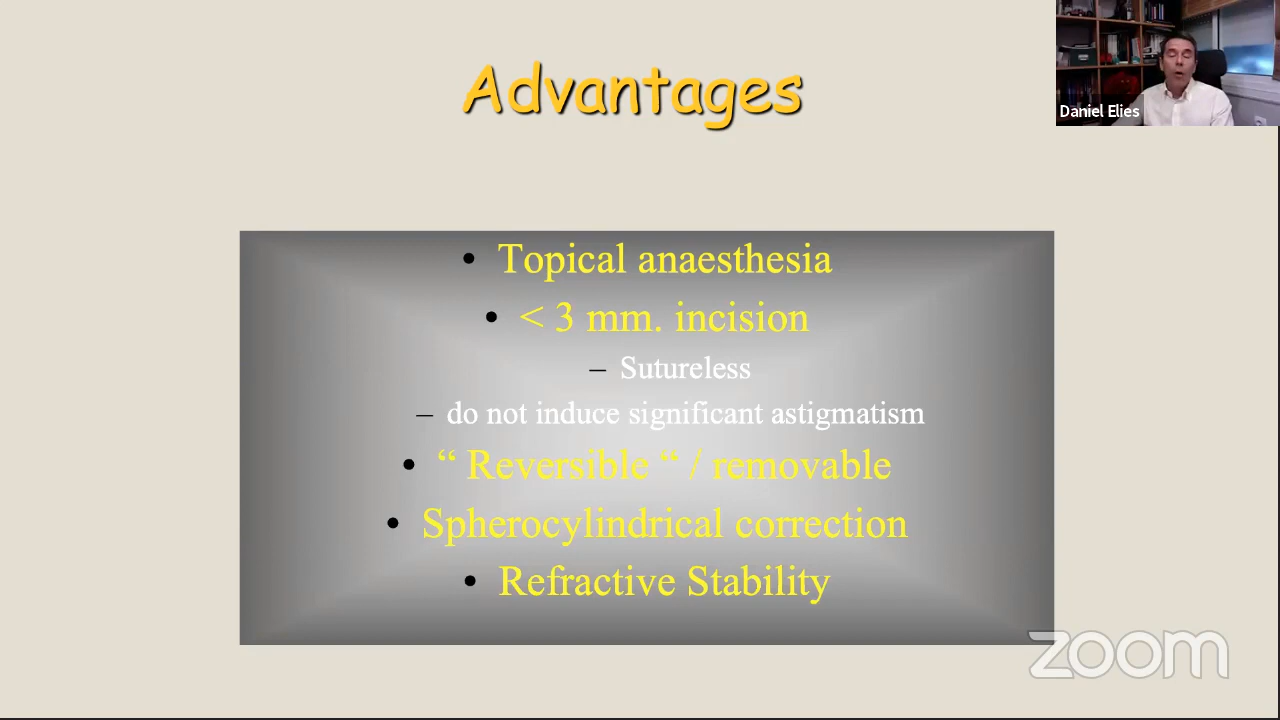 Advantages
Daniel Elies
• Topical anaesthesia
• < 3 mm. incision
– Sutureless
– do not induce significant astigmatism
• “ Reversible “ / removable
• Spherocylindrical correction
• Refractive Stability
zoom